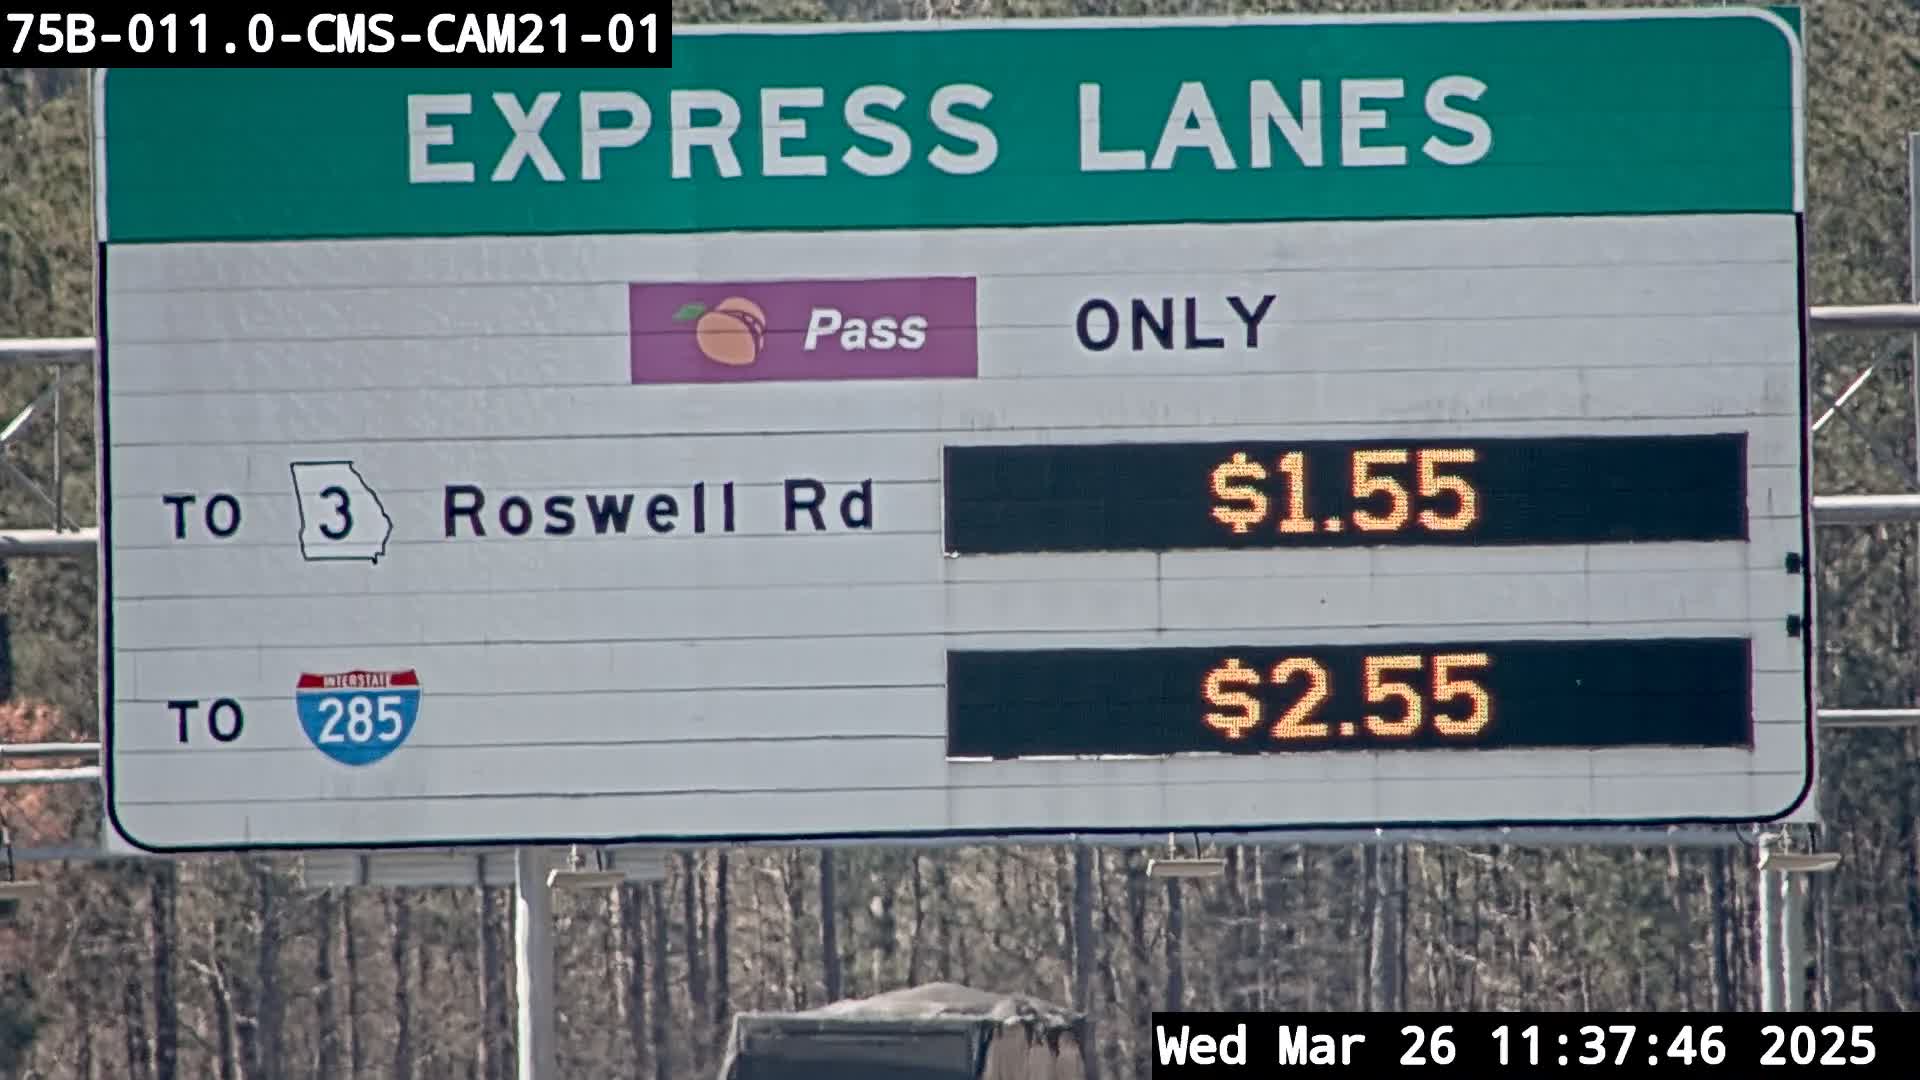 75B-011.0-CMS-CAM21-01
EXPRESS LANES
Pass ONLY
TO 3 Roswell Rd $1.55
TO INTERSTATE 285 $2.55
Wed Mar 26 11:37:46 2025